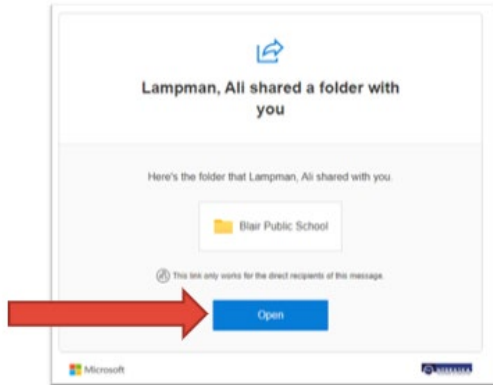 Lampman, Ali shared a folder with
you
Here's the folder that Lampman, Ali shared with you.
Blair Public School
This link only works for the direct recipients of this message.
Open
Microsoft